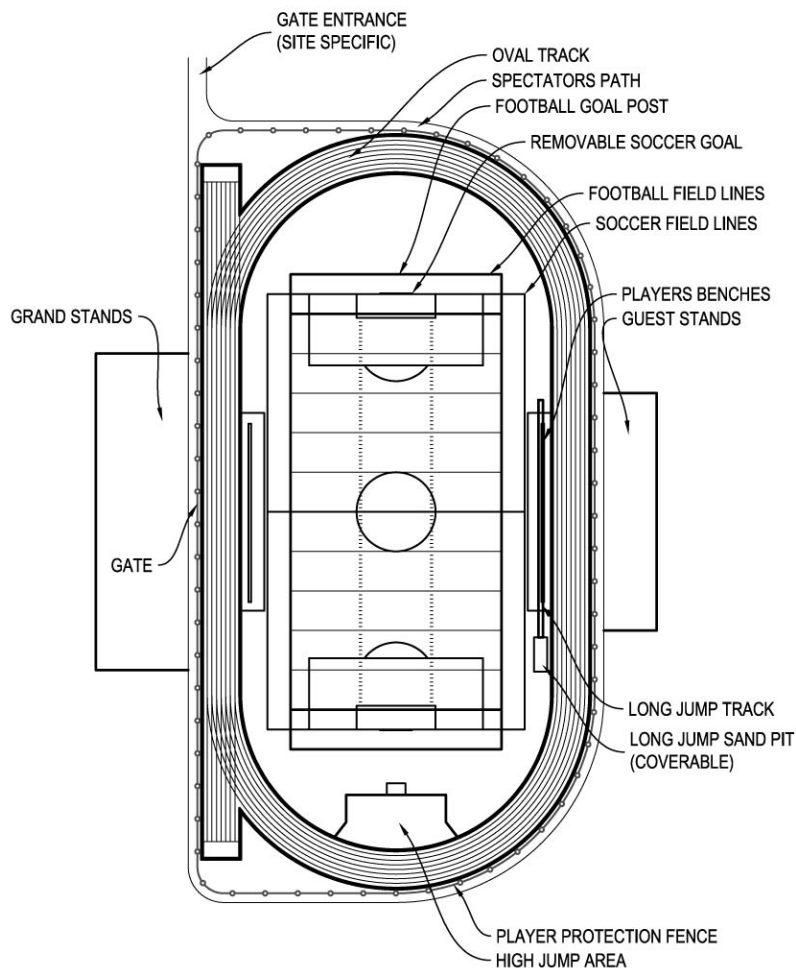 GATE ENTRANCE
(SITE SPECIFIC)
OVAL TRACK
SPECTATORS PATH
FOOTBALL GOAL POST
REMOVABLE SOCCER GOAL
FOOTBALL FIELD LINES
SOCCER FIELD LINES
PLAYERS BENCHES
GUEST STANDS
GRAND STANDS
GATE
LONG JUMP TRACK
LONG JUMP SAND PIT
(COVERABLE)
PLAYER PROTECTION FENCE
HIGH JUMP AREA